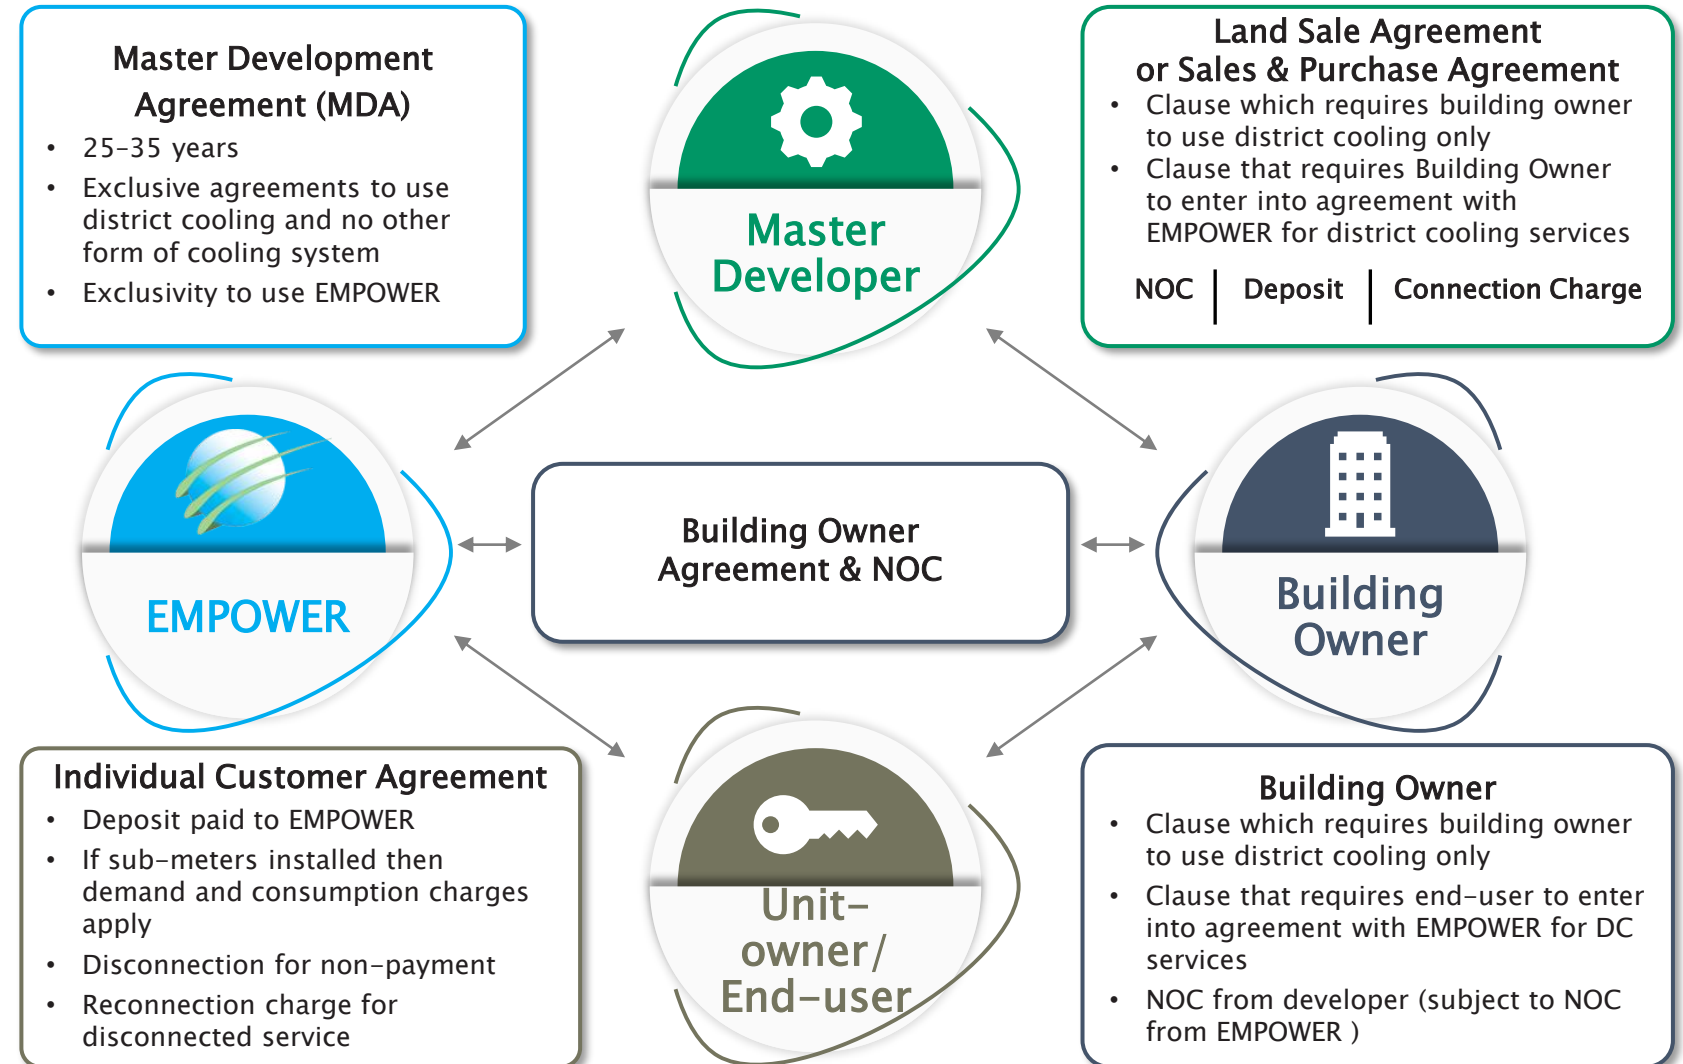 Master Development
Agreement (MDA)
• 25-35 years
• Exclusive agreements to use
district cooling and no other
form of cooling system
• Exclusivity to use EMPOWER
Master
Developer
Land Sale Agreement
or Sales & Purchase Agreement
• Clause which requires building owner
to use district cooling only
• Clause that requires Building Owner
to enter into agreement with
EMPOWER for district cooling services
NOC | Deposit | Connection Charge
EMPOWER
Building Owner
Agreement & NOC
Building
Owner
Individual Customer Agreement
• Deposit paid to EMPOWER
• If sub-meters installed then
demand and consumption charges
apply
• Disconnection for non-payment
• Reconnection charge for
disconnected service
Unit-
owner/
End-user
Building Owner
• Clause which requires building owner
to use district cooling only
• Clause that requires end-user to enter
into agreement with EMPOWER for DC
services
• NOC from developer (subject to NOC
from EMPOWER )